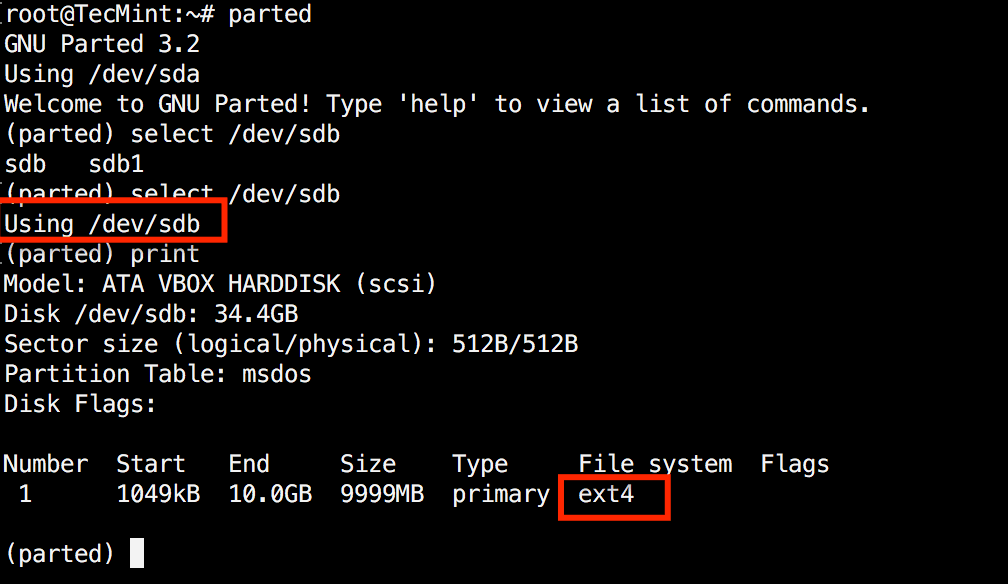 root@TecMint:~# parted
GNU Parted 3.2
Using /dev/sda
Welcome to GNU Parted! Type 'help' to view a list of commands.
(parted) select /dev/sdb
sdb   sdb1
(parted) select /dev/sdb
Using /dev/sdb
(parted) print
Model: ATA VBOX HARDDISK (scsi)
Disk /dev/sdb: 34.4GB
Sector size (logical/physical): 512B/512B
Partition Table: msdos
Disk Flags:
Number  Start   End     Size    Type     File system  Flags
 1      1049kB  10.0GB  9999MB  primary  ext4
(parted)